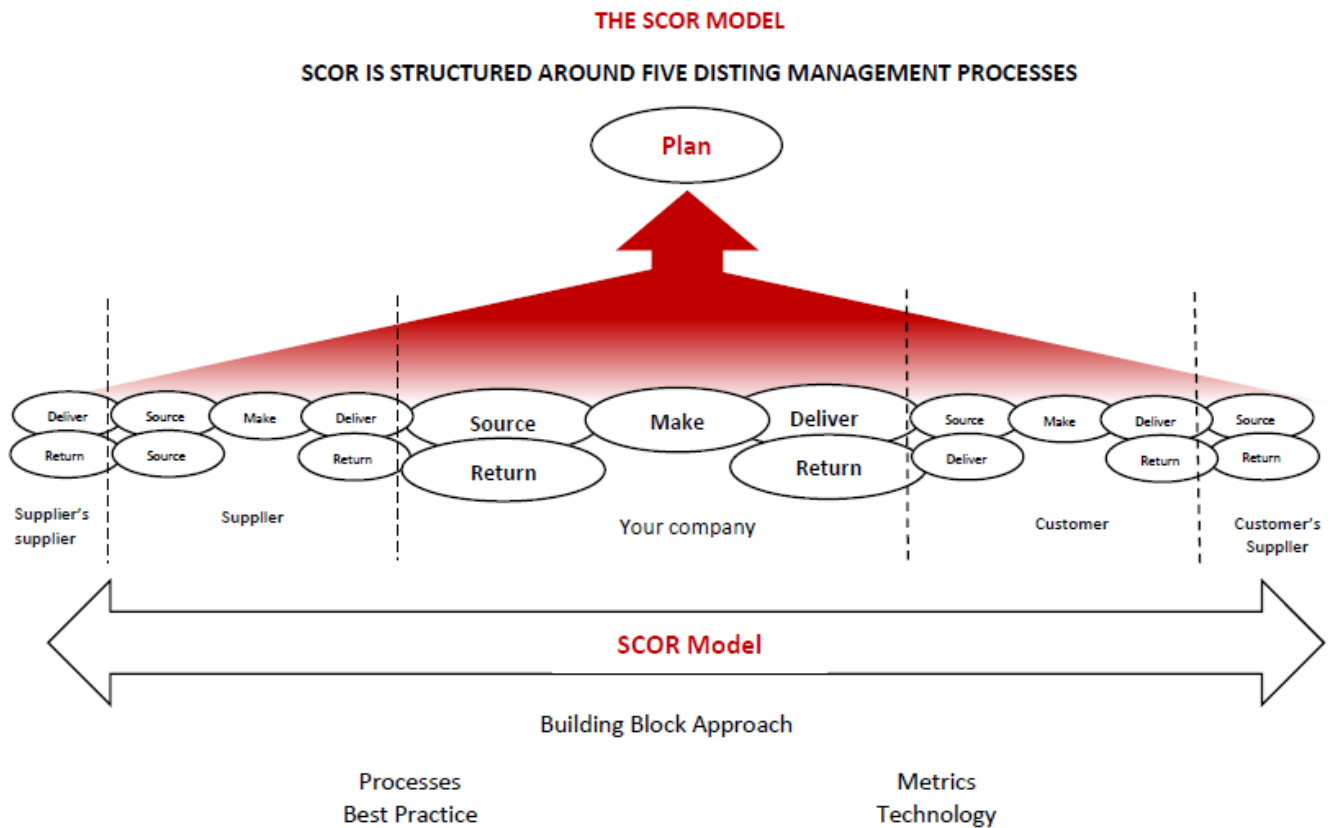 THE SCOR MODEL
SCOR IS STRUCTURED AROUND FIVE DISTING MANAGEMENT PROCESSES
Plan
Deliver Source Make Deliver Source Make Deliver Source Make Deliver Source
Return Source Return Return Return Deliver Return Return
Supplier's supplier
Suppller
Your company
Customer
Customer's Suppller
SCOR Model
Building Block Approach
Processes Metrics
Best Practice Technology